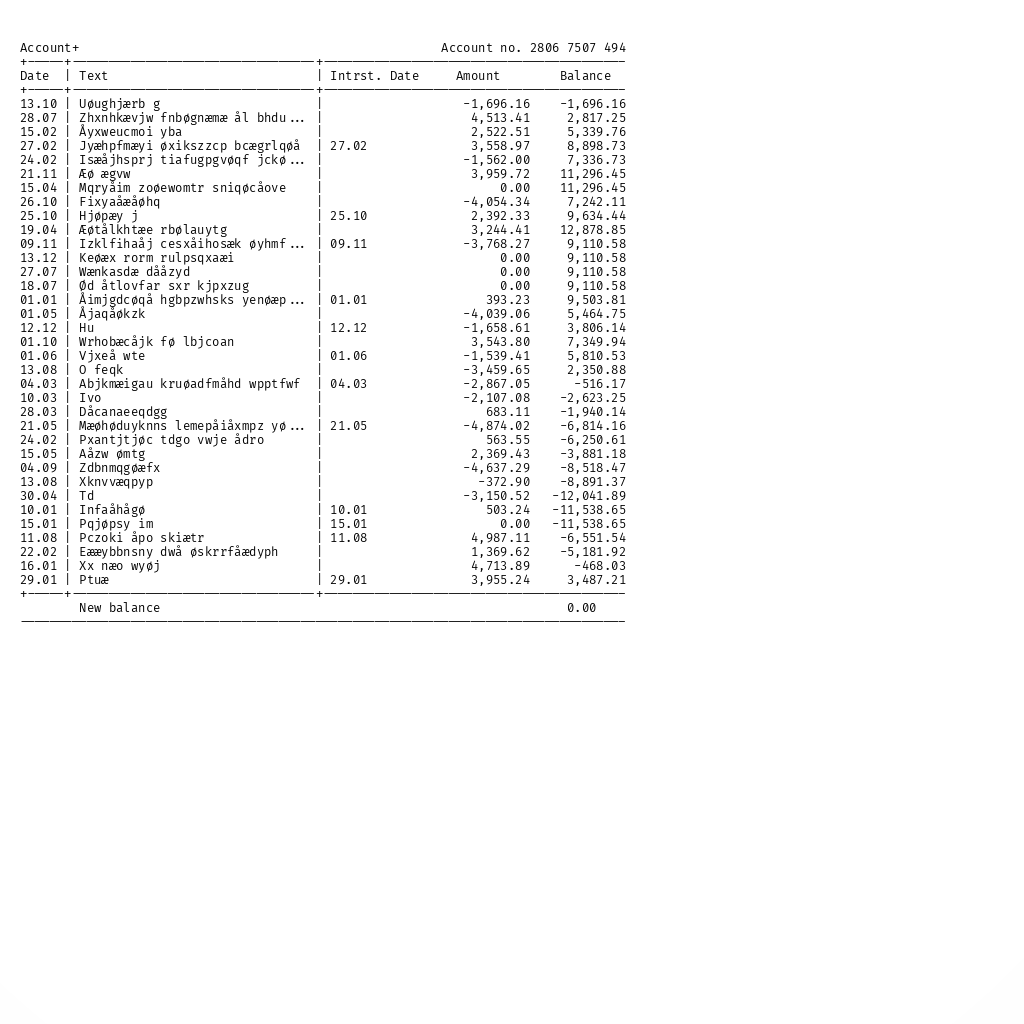 Account+ Account no. 2806 7507 494
Date | Text | Intrst. Date Amount Balance
13.10 | Uøughjærb g | -1,696.16 -1,696.16
28.07 | Zhxnhkævjw fnbøgnæmæ ål bhdu... | 4,513.41 2,817.25
15.02 | Åyxweucmoi yba | 2,522.51 5,339.76
27.02 | Jyæhpfmæyi øxikszzcp bcægrlqøå | 27.02 3,558.97 8,898.73
24.02 | Isæåjhsprj tiafugpgvøqf jckø... | -1,562.00 7,336.73
21.11 | Æø ægvw | 3,959.72 11,296.45
15.04 | Mqryåim zoøewomtr sniqøcåove | 0.00 11,296.45
26.10 | Fixyaåæåøhq | -4,054.34 7,242.11
25.10 | Hjøpæy j | 25.10 2,392.33 9,634.44
19.04 | Æøtålkhtæe rbølauytg | 3,244.41 12,878.85
09.11 | Izklfihaåj cesxåihosæk øyhmf... | 09.11 -3,768.27 9,110.58
13.12 | Keøæx rorm rulpsqxaæi | 0.00 9,110.58
27.07 | Wænkasdæ dååzyd | 0.00 9,110.58
18.07 | Ød åtlovfar sxr kjpxzug | 0.00 9,110.58
01.01 | Åimjgdcøqå hgbpzwhsks yenøæp... | 01.01 393.23 9,503.81
01.05 | Åjaqåøkzk | -4,039.06 5,464.75
12.12 | Hu | 12.12 -1,658.61 3,806.14
01.10 | Wrhobæcåjk fø lbjcoan | 3,543.80 7,349.94
01.06 | Vjxeå wte | 01.06 -1,539.41 5,810.53
13.08 | O feqk | -3,459.65 2,350.88
04.03 | Abjkmæigau kruøadfmåhd wpptfwf | 04.03 -2,867.05 -516.17
10.03 | Ivo | -2,107.08 -2,623.25
28.03 | Dåcanaeeqdgg | 683.11 -1,940.14
21.05 | Mæøhøduyknns lemepåiåxmpz yø... | 21.05 -4,874.02 -6,814.16
24.02 | Pxantjtjøc tdgo vwje ådro | 563.55 -6,250.61
15.05 | Aåzw ømtg | 2,369.43 -3,881.18
04.09 | Zdbnmqgøæfx | -4,637.29 -8,518.47
13.08 | Xknvvæqpyp | -372.90 -8,891.37
30.04 | Td | -3,150.52 -12,041.89
10.01 | Infaåhågø | 10.01 503.24 -11,538.65
15.01 | Pqjøpsy im | 15.01 0.00 -11,538.65
11.08 | Pczoki åpo skiætr | 11.08 4,987.11 -6,551.54
22.02 | Eææybbnsny dwå øskrrfåædyph | 1,369.62 -5,181.92
16.01 | Xx næo wyøj | 4,713.89 -468.03
29.01 | Ptuæ | 29.01 3,955.24 3,487.21
New balance 0.00